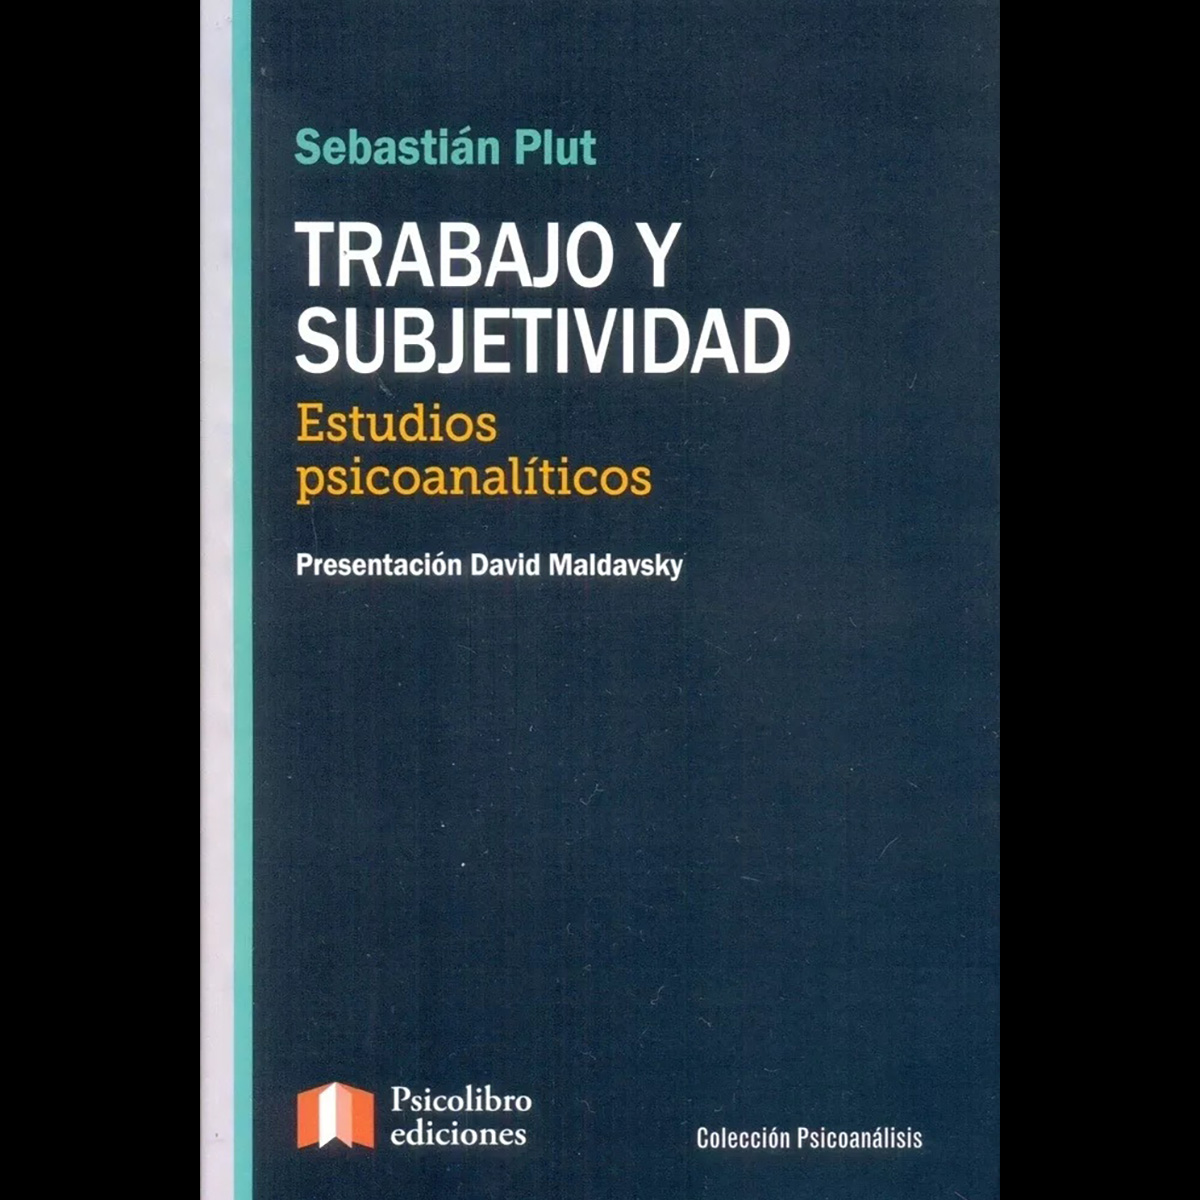 Sebastián Plut
TRABAJO Y
SUBJETIVIDAD
Estudios
psicoanalíticos
Presentación David Maldavsky
Psicolibro
ediciones
Colección Psicoanálisis